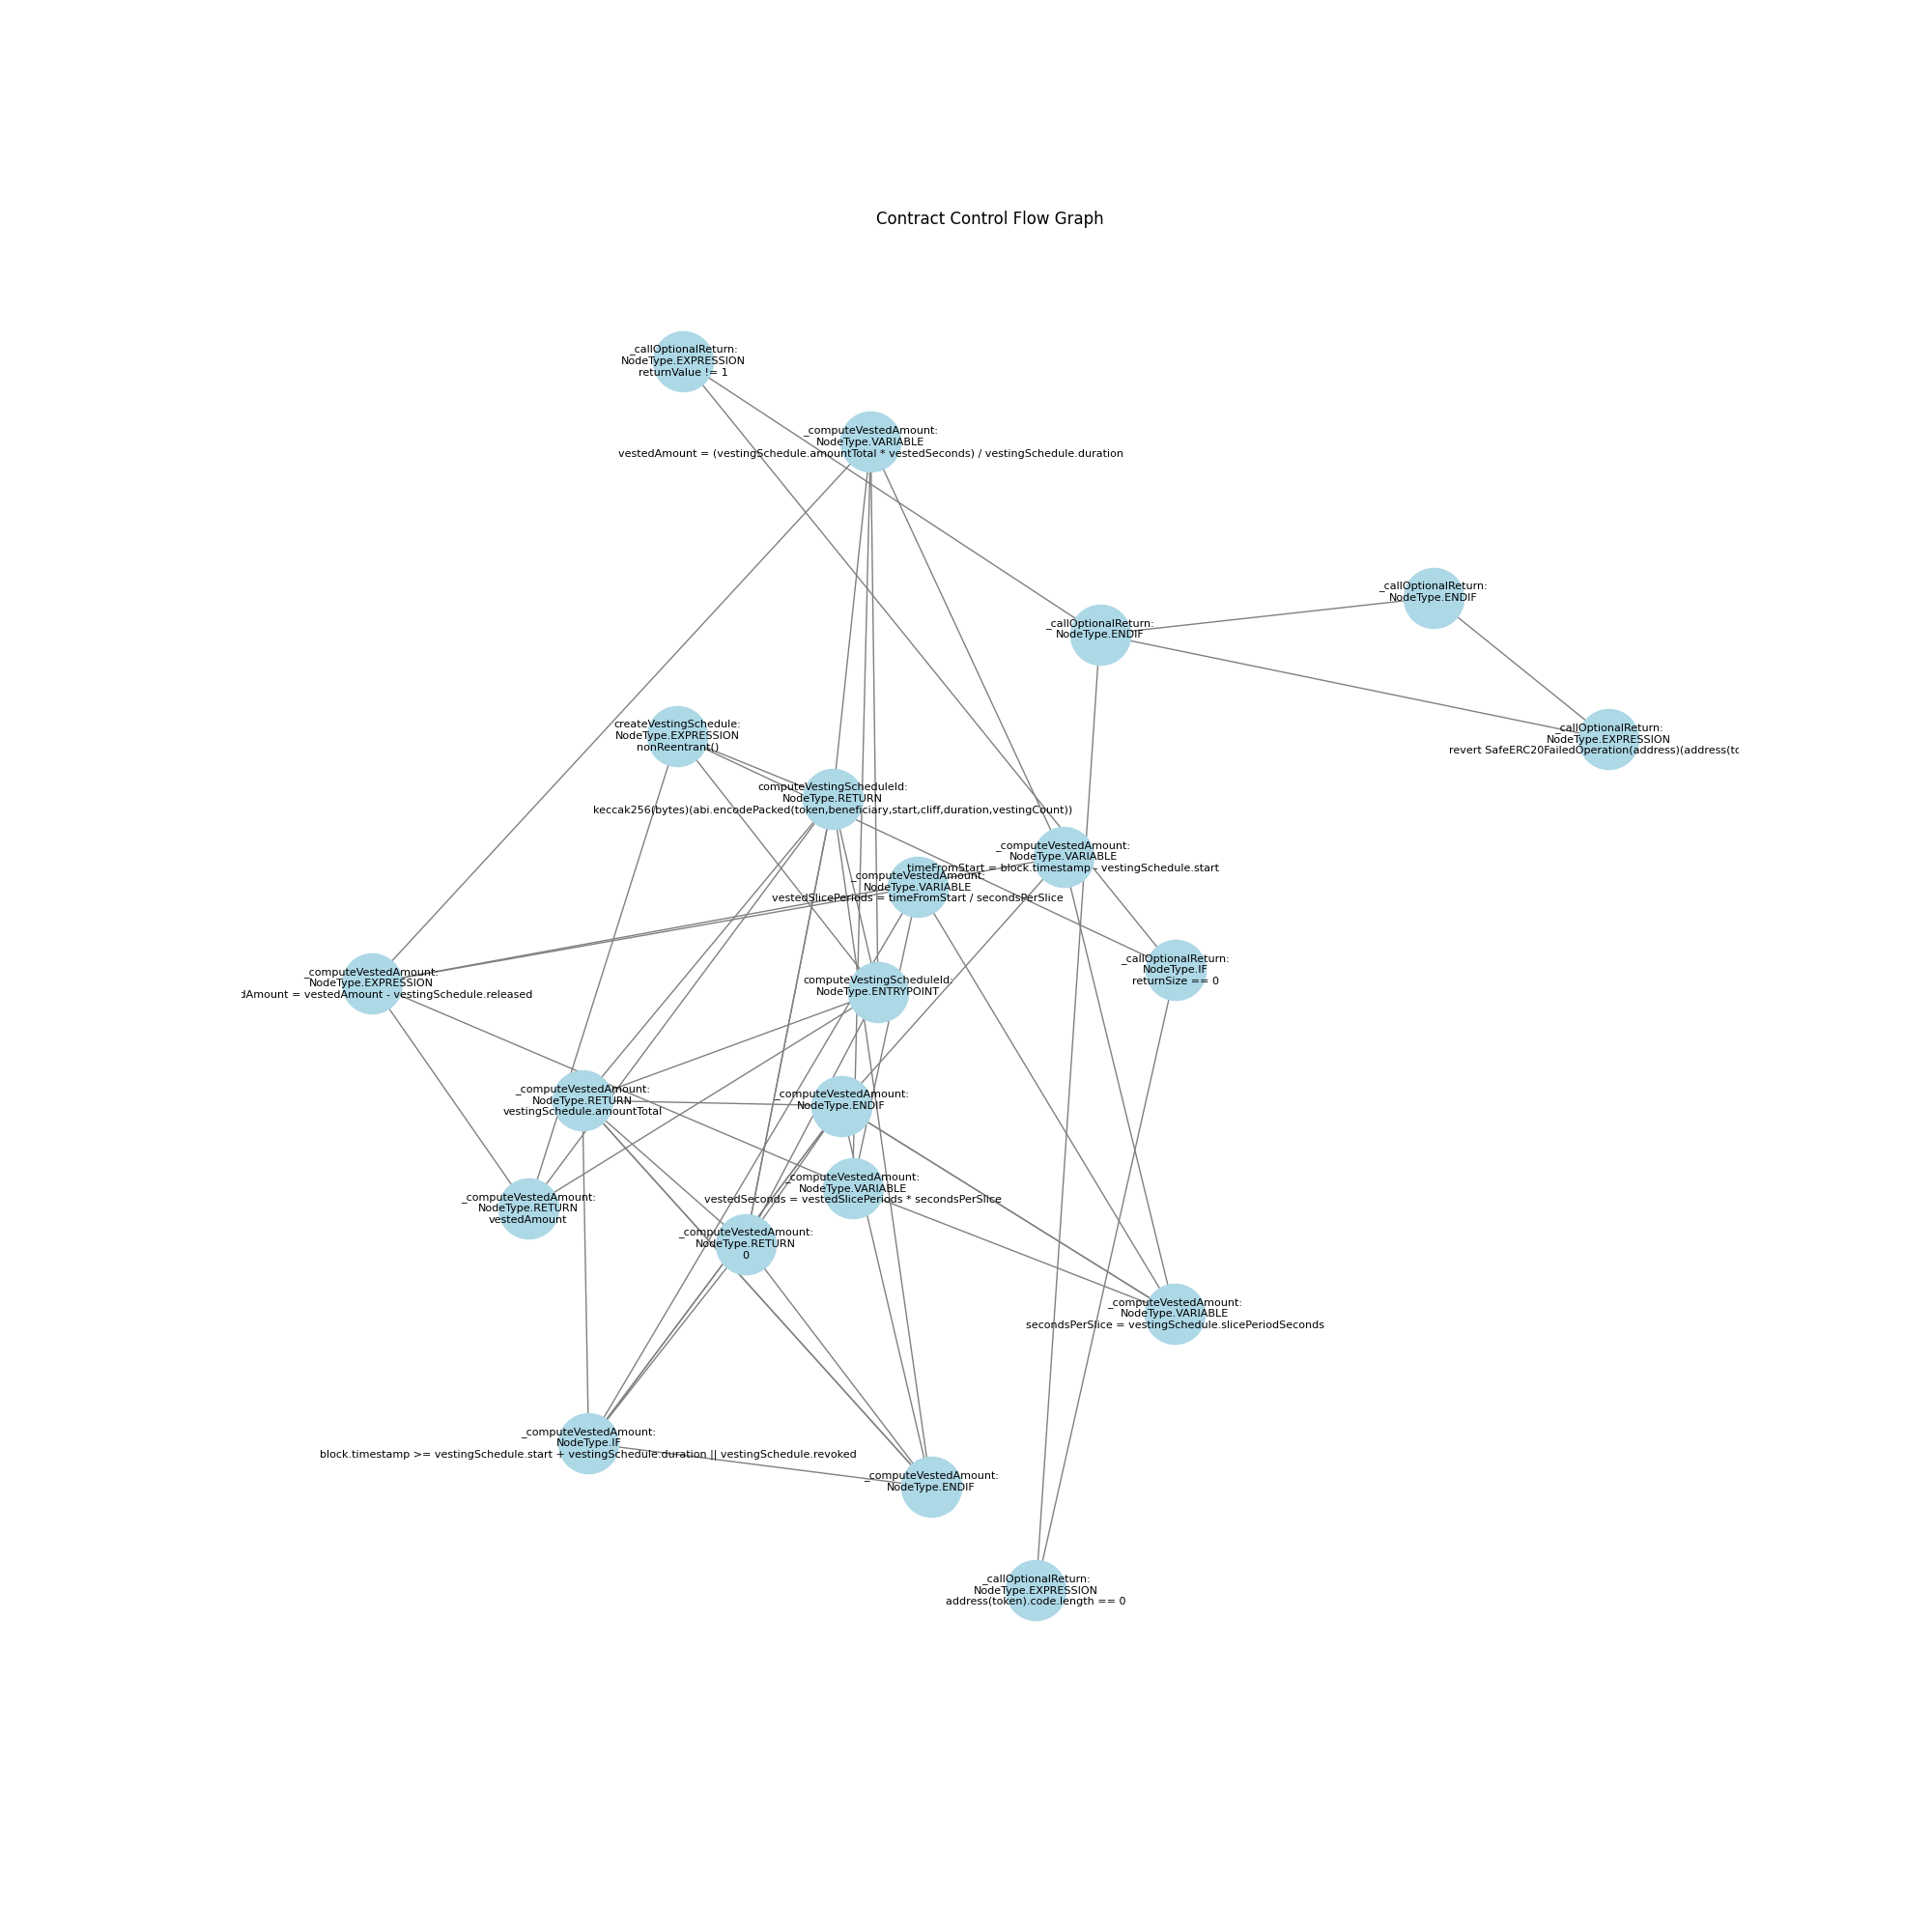 Contract Control Flow Graph
_callOptionalReturn:
NodeType.EXPRESSION
returnValue != 1
_computeVestedAmount:
NodeType.VARIABLE
vestedAmount = (vestingSchedule.amountTotal * vestedSeconds) / vestingSchedule.duration
_callOptionalReturn:
NodeType.ENDIF
_callOptionalReturn:
NodeType.ENDIF
createVestingSchedule:
NodeType.EXPRESSION
nonReentrant()
_callOptionalReturn:
NodeType.EXPRESSION
revert SafeERC20FailedOperation(address)(address(to
computeVestingScheduleId:
NodeType.RETURN
keccak256(bytes)(abi.encodePacked(token,beneficiary,start,cliff,duration,vestingCount))
_computeVestedAmount:
NodeType.VARIABLE
timeFromStart = block.timestamp - vestingSchedule.start
_computeVestedAmount:
NodeType.VARIABLE
vestedSlicePeriods = timeFromStart / secondsPerSlice
_callOptionalReturn:
NodeType.IF
returnSize == 0
_computeVestedAmount:
NodeType.EXPRESSION
dAmount = vestedAmount - vestingSchedule.released
computeVestingScheduleId:
NodeType.ENTRYPOINT
_computeVestedAmount:
NodeType.RETURN
vestingSchedule.amountTotal
_computeVestedAmount:
NodeType.ENDIF
_computeVestedAmount:
NodeType.VARIABLE
vestedSeconds = vestedSlicePeriods * secondsPerSlice
_computeVestedAmount:
NodeType.RETURN
vestedAmount
_computeVestedAmount:
NodeType.RETURN
0
_computeVestedAmount:
NodeType.VARIABLE
secondsPerSlice = vestingSchedule.slicePeriodSeconds
_computeVestedAmount:
NodeType.IF
block.timestamp >= vestingSchedule.start + vestingSchedule.duration || vestingSchedule.revoked
_computeVestedAmount:
NodeType.ENDIF
_callOptionalReturn:
NodeType.EXPRESSION
address(token).code.length == 0